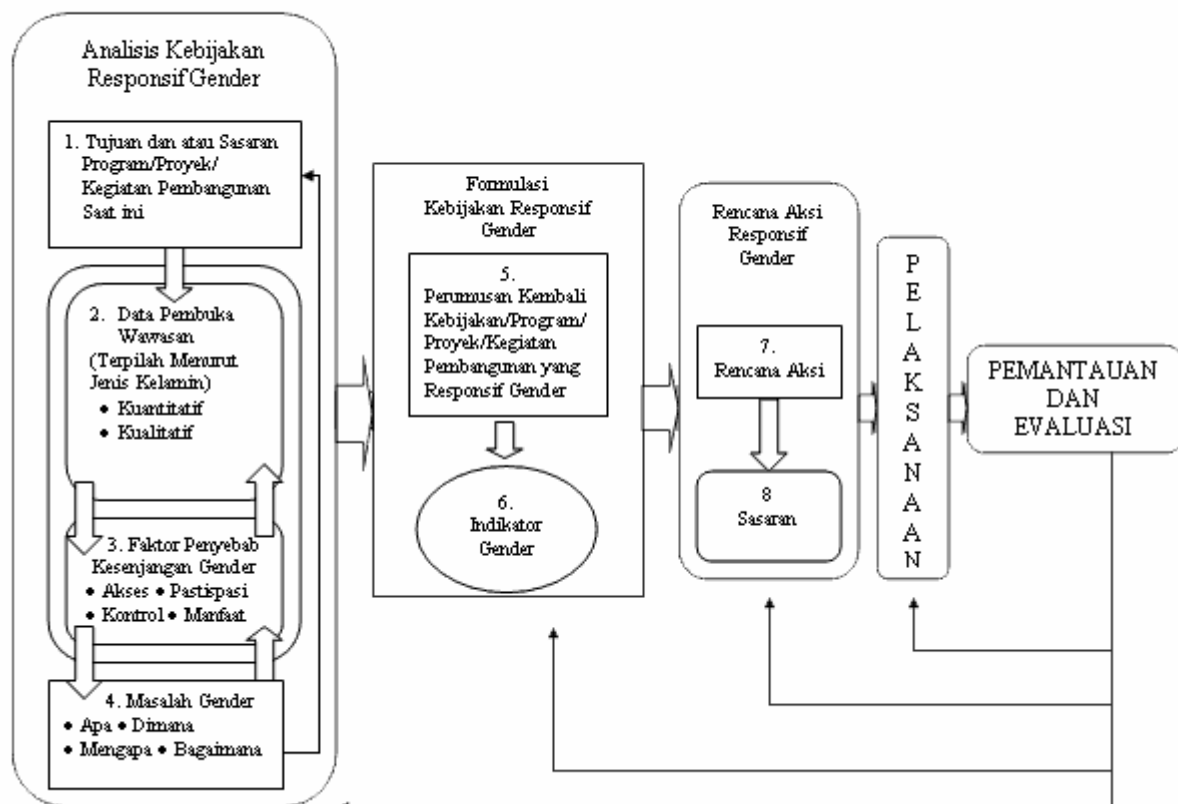 Analisis Kebijakan
Responsif Gender
1. Tujuan dan atau Sasaran
Program/Proyek/
Kegiatan Pembangunan
Saat ini
2. Data Pembuka
Wawasan
(Terpilah Menurut
Jenis Kelamin)
• Kuantitatif
• Kualitatif
3. Faktor Penyebab
Kesenjangan Gender
• Akses • Pastispasi
• Kontrol • Manfaat
4. Masalah Gender
• Apa • Dimana
• Mengapa • Bagaimana
Formulasi
Kebijakan Responsif
Gender
5.
Perumusan Kembali
Kebijakan/Program/
Proyek/Kegiatan
Pembangunan yang
Responsif Gender
6.
Indikator
Gender
Rencana Aksi
Responsif
Gender
7.
Rencana Aksi
8
Sasaran
PELAKSANAAN
PEMANTAUAN
DAN
EVALUASI